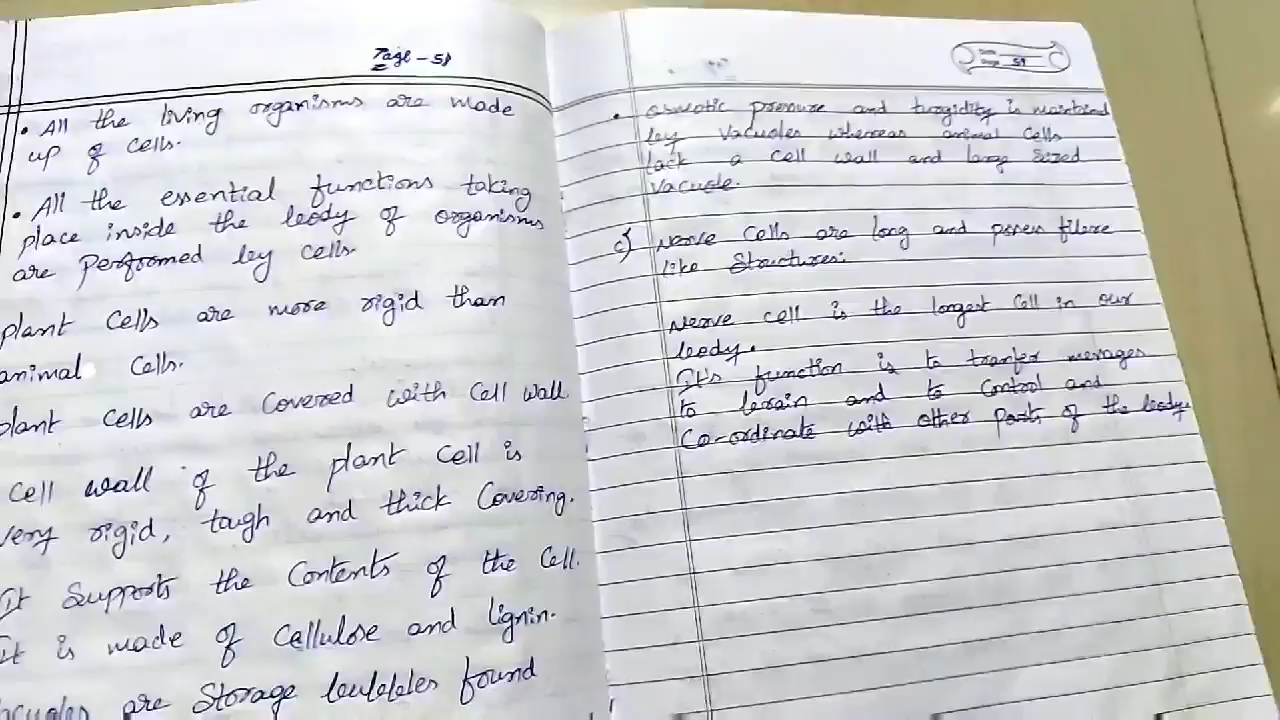 Page - 51
• All the living organisms are made
up of cells.
• All the essential functions taking
place inside the body of organisms
are performed by cells.
plant cells are more rigid than
animal cells.
plant cells are covered with cell wall
cell wall of the plant cell is
very rigid, tough and thick covering.
It supports the contents of the cell.
It is made of cellulose and lignin.
are storage bubbles found
Date
Page 51
• osmotic pressure and turgidity is maintained
by vacuoles whereas animal cells
lack a cell wall and large sized
vacuole.
c) Nerve cells are long and posses fibre
like structures.
Nerve cell is the longest cell in our
body.
It's function is to tranfer messages
to brain and to control and
co-ordinate with other parts of the body.